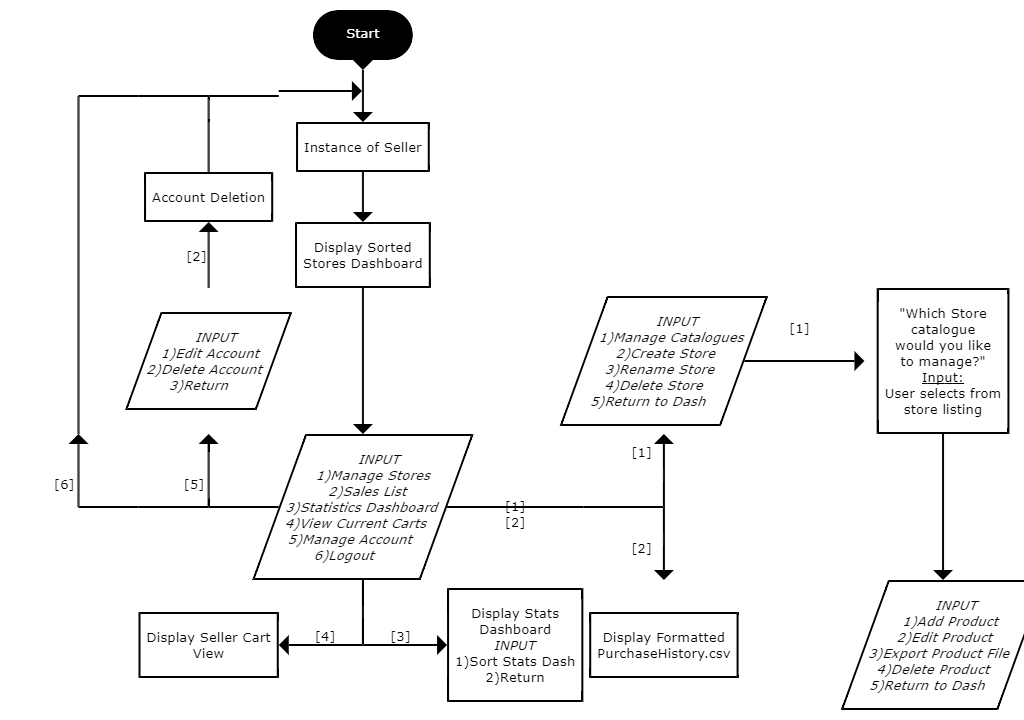 Start
Instance of Seller
Account Deletion
[2]
Display Sorted
Stores Dashboard
INPUT
1)Edit Account
2)Delete Account
3)Return
INPUT
1)Manage Catalogues
2)Create Store
3)Rename Store
4)Delete Store
5)Return to Dash
[1]
"Which Store
catalogue
would you like
to manage?"
Input:
User selects from
store listing
[6]
[5]
INPUT
1)Manage Stores
2)Sales List
3)Statistics Dashboard
4)View Current Carts
5)Manage Account
6)Logout
[1]
[2]
[1]
[2]
Display Seller Cart
View
[4]
[3]
Display Stats
Dashboard
INPUT
1)Sort Stats Dash
2)Return
Display Formatted
PurchaseHistory.csv
INPUT
1)Add Product
2)Edit Product
3)Export Product File
4)Delete Product
5)Return to Dash